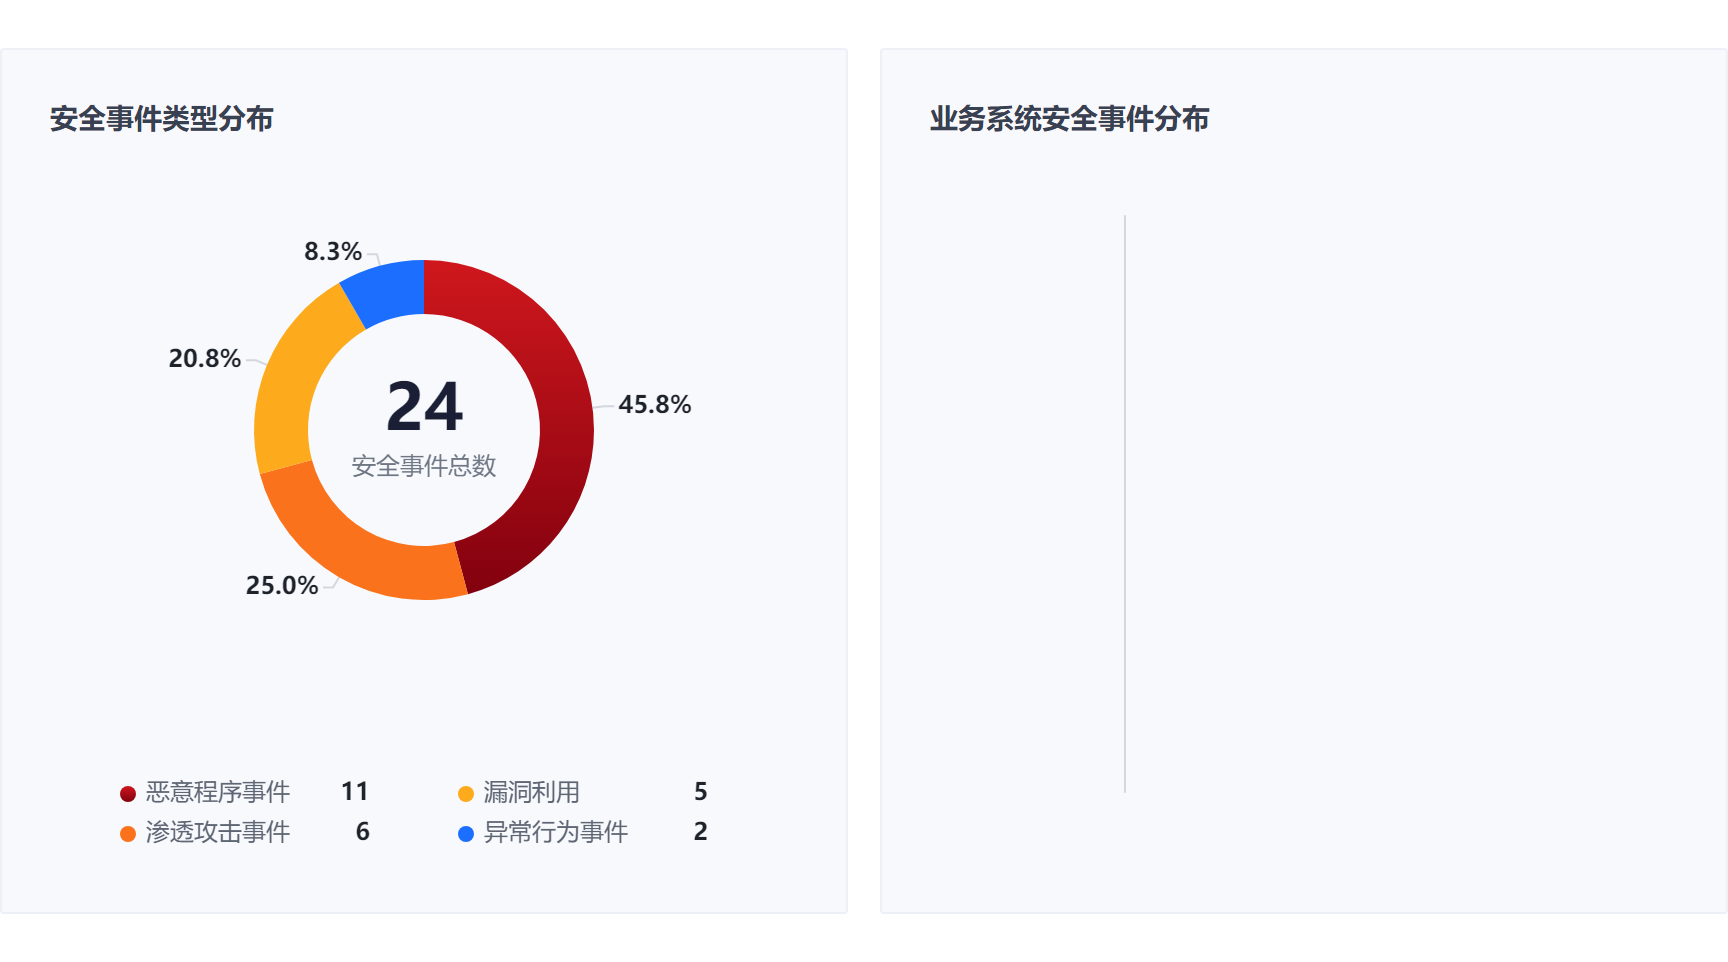 安全事件类型分布
8.3%
20.8%
45.8%
25.0%
24
安全事件总数
恶意程序事件 11
漏洞利用 5
渗透攻击事件 6
异常行为事件 2
业务系统安全事件分布